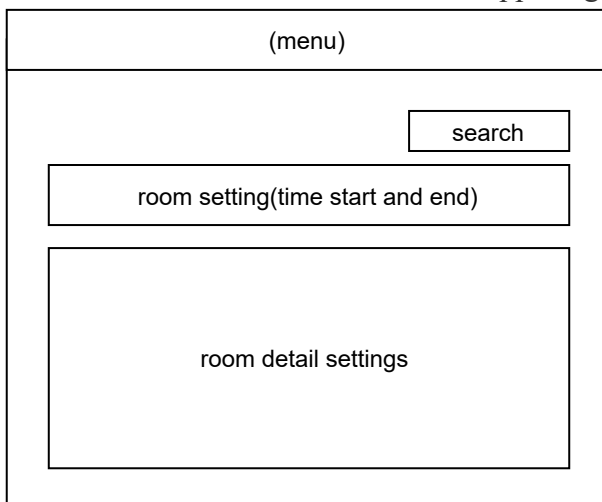 (menu)
search
room setting(time start and end)
room detail settings